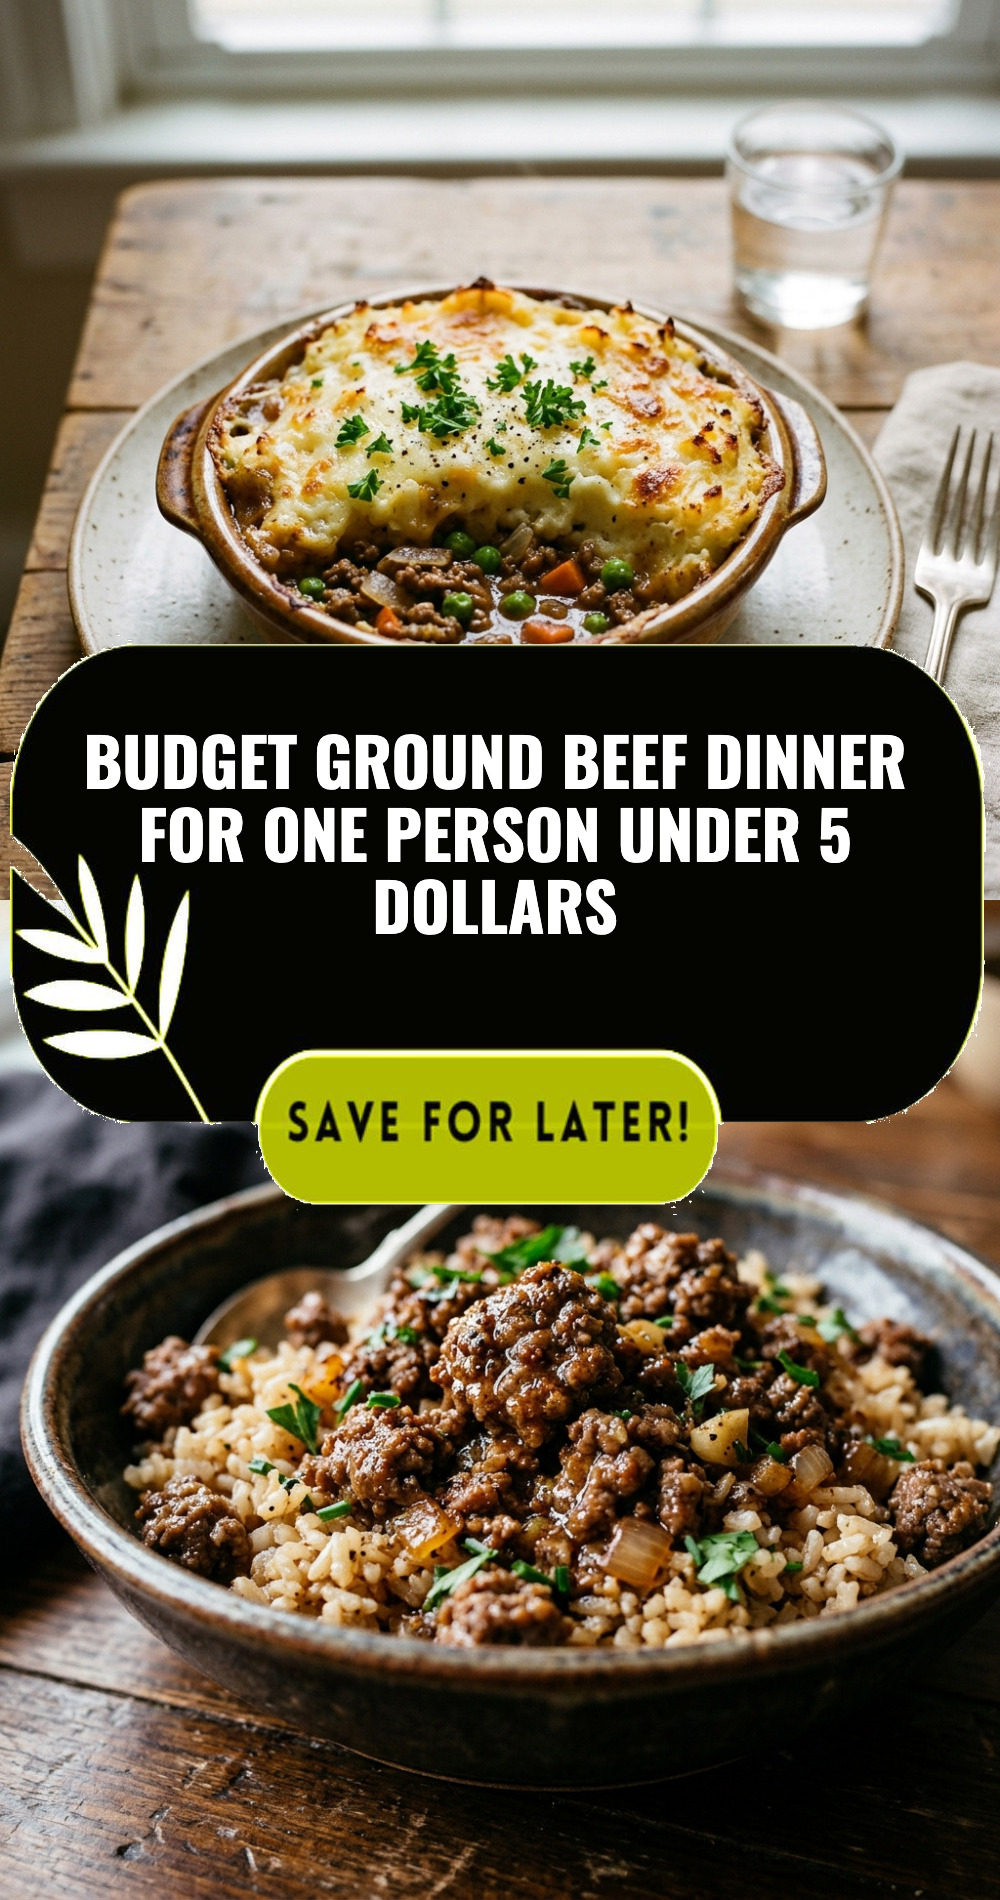 BUDGET GROUND BEEF DINNER
FOR ONE PERSON UNDER 5
DOLLARS
SAVE FOR LATER!